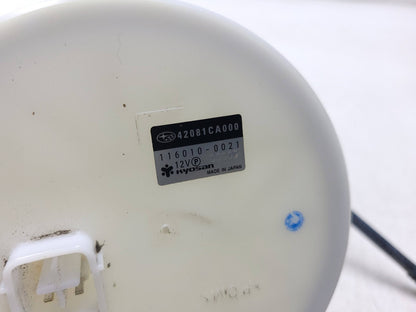 42081CA000
116010-0021
12V P
Kyosan
MADE IN JAPAN